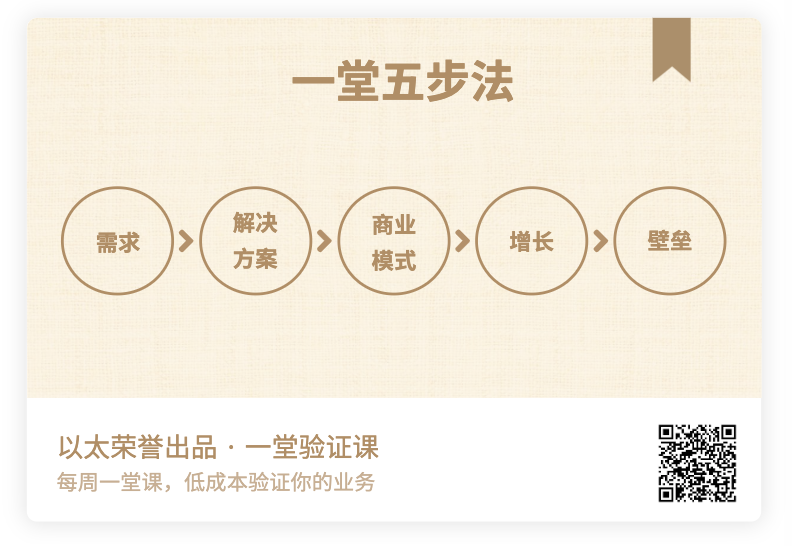 一堂五步法
需求
解决
方案
商业
模式
增长
壁垒
以太荣誉出品 · 一堂验证课
每周一堂课，低成本验证你的业务